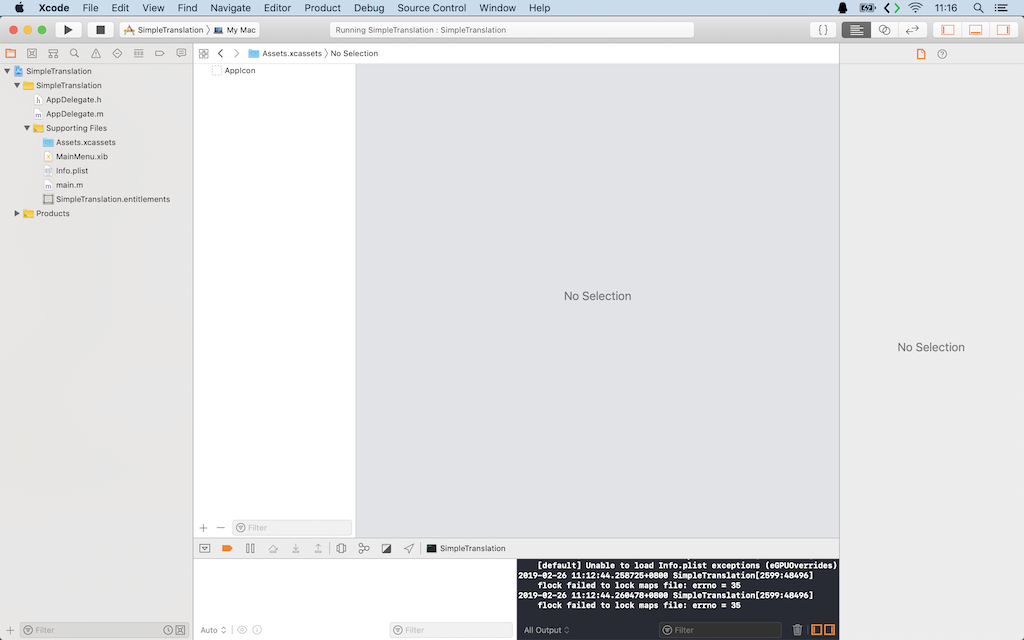 Xcode File Edit View Find Navigate Editor Product Debug Source Control Window Help 11:16
SimpleTranslation My Mac Running SimpleTranslation : SimpleTranslation {}
Assets.xcassets No Selection
SimpleTranslation
SimpleTranslation
AppDelegate.h
AppDelegate.m
Supporting Files
Assets.xcassets
MainMenu.xib
Info.plist
main.m
SimpleTranslation.entitlements
Products
AppIcon
No Selection
No Selection
Filter
SimpleTranslation
[default] Unable to load Info.plist exceptions (eGPUOverrides)
2019-02-26 11:12:44.258725+0800 SimpleTranslation[2599:48496]
flock failed to lock maps file: errno = 35
2019-02-26 11:12:44.260478+0800 SimpleTranslation[2599:48496]
flock failed to lock maps file: errno = 35
Filter
Auto
Filter
All Output
Filter